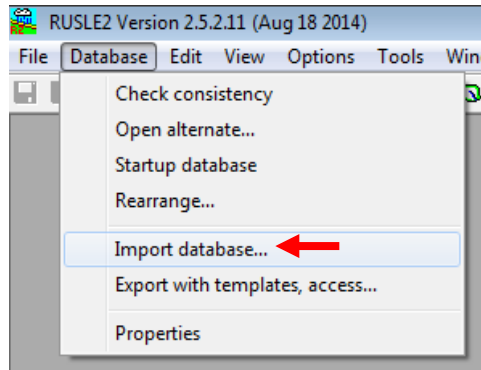 RUSLE2 Version 2.5.2.11 (Aug 18 2014)
File Database Edit View Options Tools Win
Check consistency
Open alternate...
Startup database
Rearrange...
Import database...
Export with templates, access...
Properties